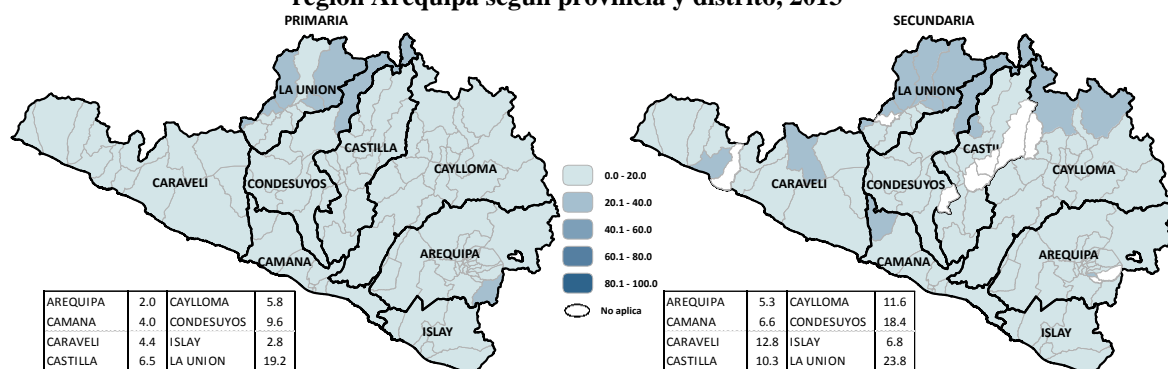 región Arequipa según provincia y distrito, 2015
PRIMARIA
LA UNION
CASTILLA
CAYLLOMA
CARAVELI
CONDESUYOS
AREQUIPA
CAMANA
ISLAY
AREQUIPA 2.0 CAYLLOMA 5.8
CAMANA 4.0 CONDESUYOS 9.6
CARAVELI 4.4 ISLAY 2.8
CASTILLA 6.5 LA UNION 19.2
0.0 - 20.0
20.1 - 40.0
40.1 - 60.0
60.1 - 80.0
80.1 - 100.0
No aplica
SECUNDARIA
LA UNION
CASTIL
CAYLLOMA
CARAVELI
CONDESUYOS
AREQUIPA
CAMANA
ISLAY
AREQUIPA 5.3 CAYLLOMA 11.6
CAMANA 6.6 CONDESUYOS 18.4
CARAVELI 12.8 ISLAY 6.8
CASTILLA 10.3 LA UNION 23.8